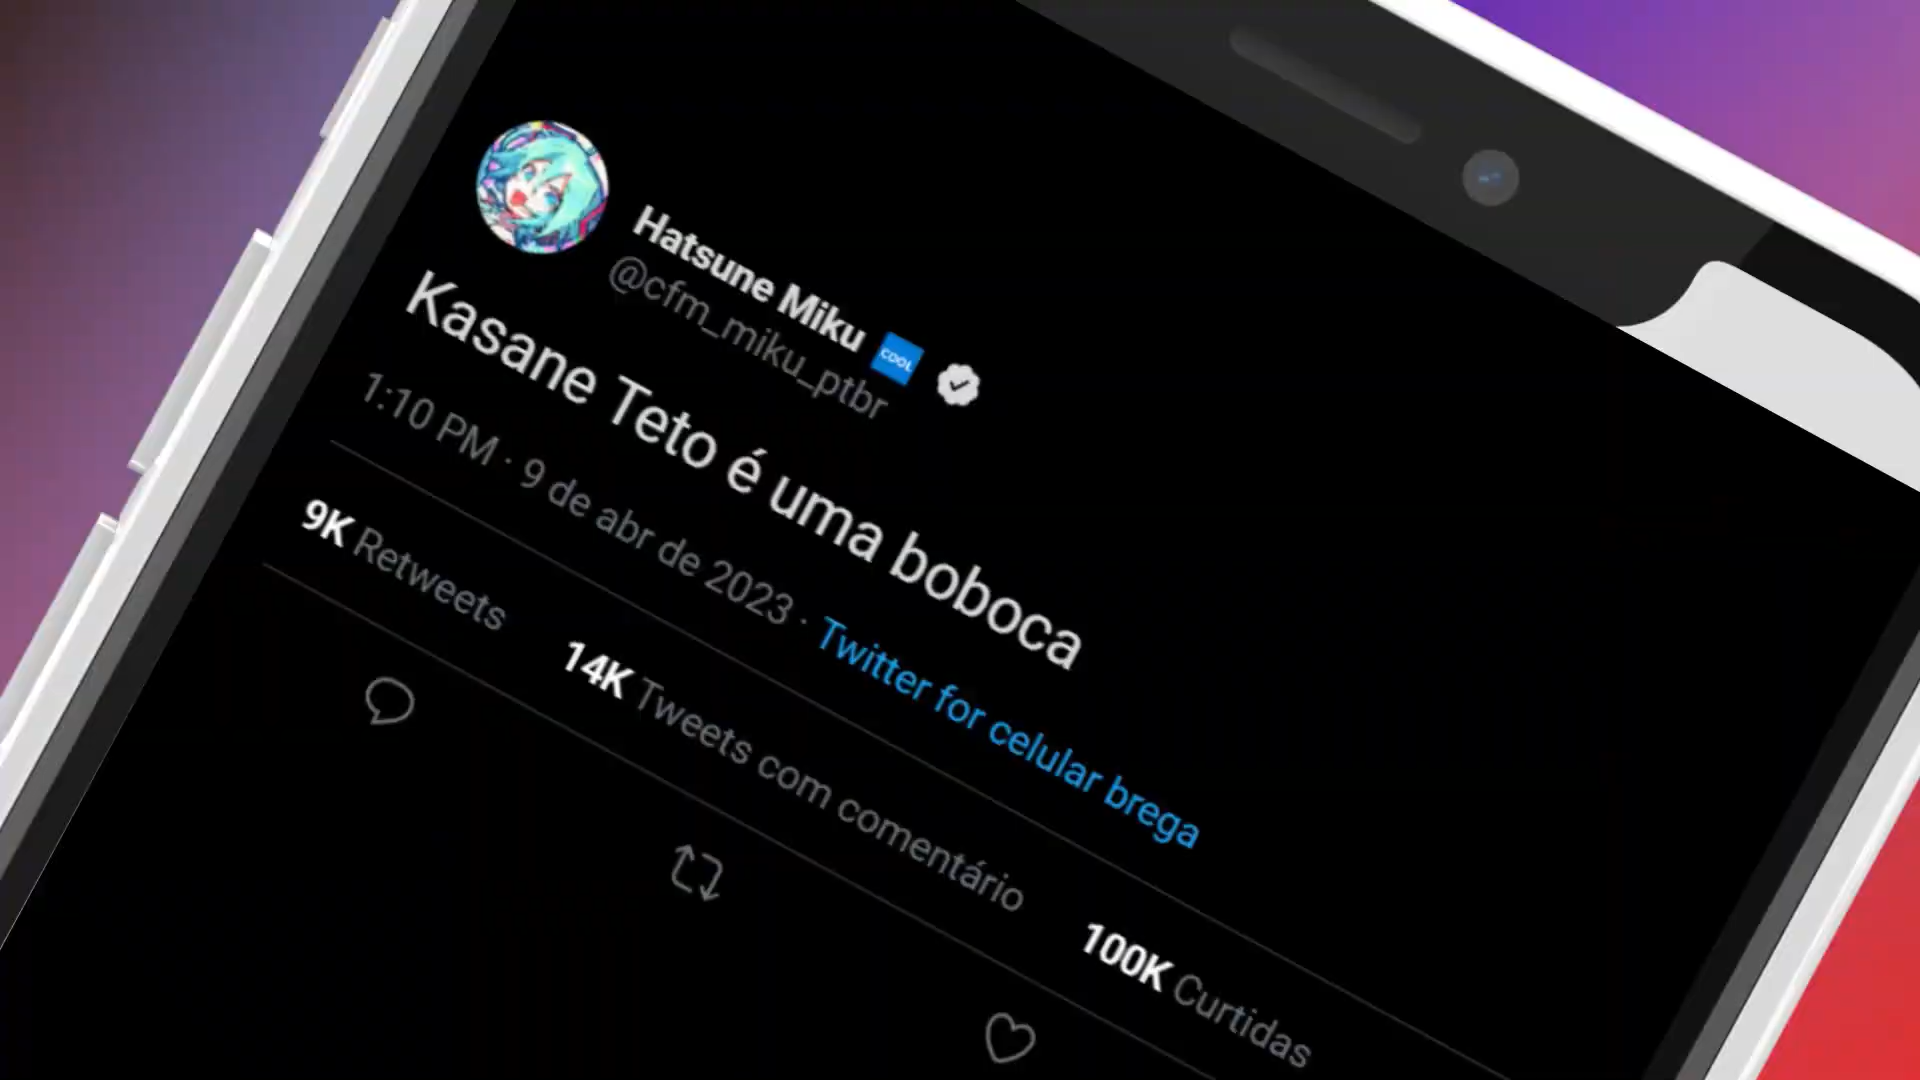 Hatsune Miku 🆒
@cfm_miku_ptbr
Kasane Teto é uma boboca
1:10 PM · 9 de abr de 2023 · Twitter for celular brega
9K Retweets 14K Tweets com comentário 100K Curtidas